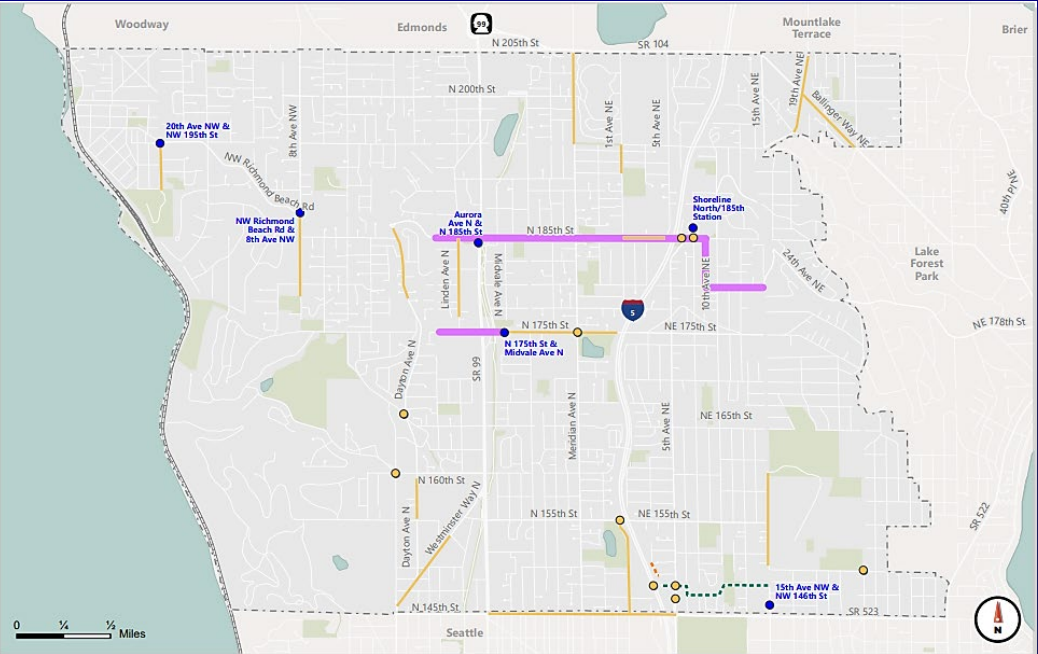 Woodway
Edmonds
99
Mountlake
Terrace
Brier
N 205th St
SR 104
N 200th St
8th Ave NW
1st Ave NE
5th Ave NE
15th Ave NE
19th Ave NE
Ballinger Way NE
20th Ave NW &
NW 195th St
NW Richmond Beach Rd
40th Pl NE
NW Richmond
Beach Rd &
8th Ave NW
Aurora
Ave N &
N 185th St
N 185th St
Shoreline
North/185th
Station
Linden Ave N
Midvale Ave N
10th Ave NE
24th Ave NE
Lake
Forest
Park
5
N 175th St
NE 175th St
NE 178th St
N 175th St &
Midvale Ave N
Dayton Ave N
SR 99
Meridian Ave N
5th Ave NE
NE 165th St
N 160th St
Dayton Ave N
Westminster Way N
N 155th St
NE 155th St
SR 522
15th Ave NW &
NW 146th St
N 145th St
SR 523
Seattle
0 ¼ ½
Miles
N